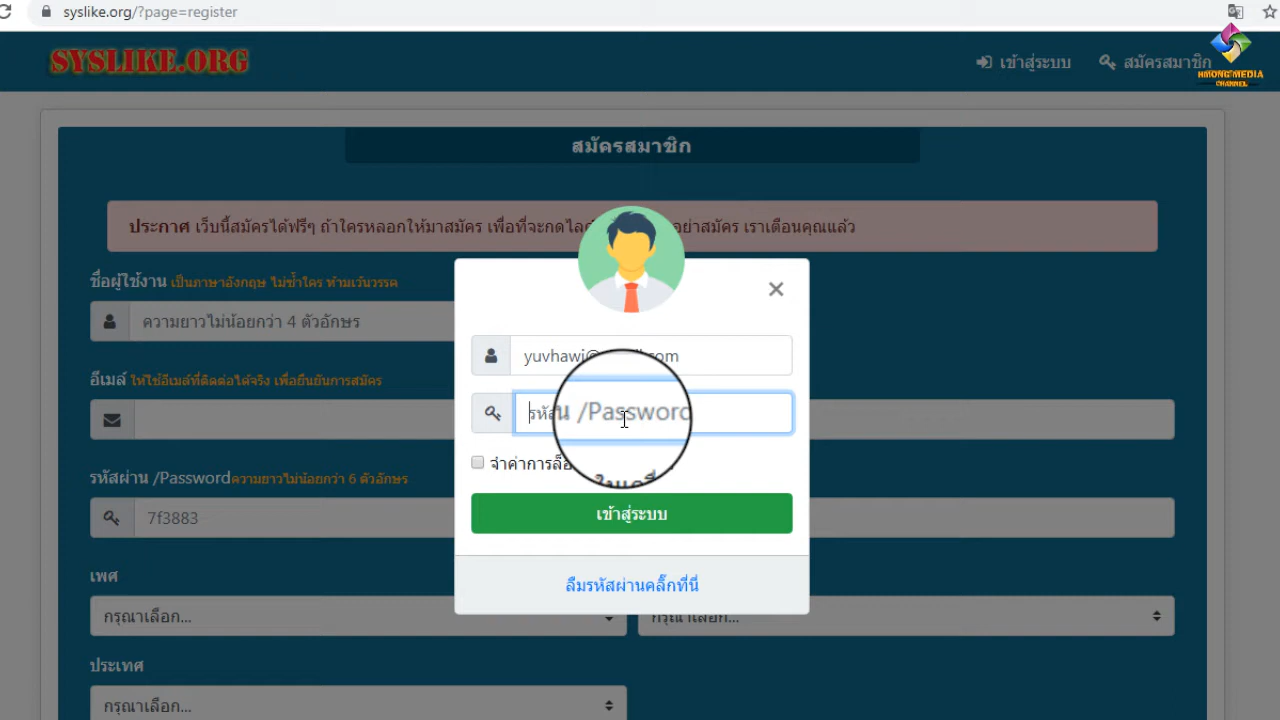 syslike.org/?page=register
SYSLIKE.ORG
เข้าสู่ระบบ
สมัครสมาชิก
HMONG MEDIA
CHANNEL
สมัครสมาชิก
ประกาศ เว็บนี้สมัครได้ฟรีๆ ถ้าใครหลอกให้มาสมัคร เพื่อที่จะกดไลค์ อย่าสมัคร เราเตือนคุณแล้ว
ชื่อผู้ใช้งาน เป็นภาษาอังกฤษ ไม่ซ้ำใคร ห้ามเว้นวรรค
ความยาวไม่น้อยกว่า 4 ตัวอักษร
อีเมล์ ให้ใช้อีเมล์ที่ติดต่อได้จริง เพื่อยืนยันการสมัคร
รหัสผ่าน /Passwordความยาวไม่น้อยกว่า 6 ตัวอักษร
7f3883
เพศ
กรุณาเลือก...
กรุณาเลือก...
ประเทศ
กรุณาเลือก...
×
/Password
เข้าสู่ระบบ
ลืมรหัสผ่านคลิ๊กที่นี่